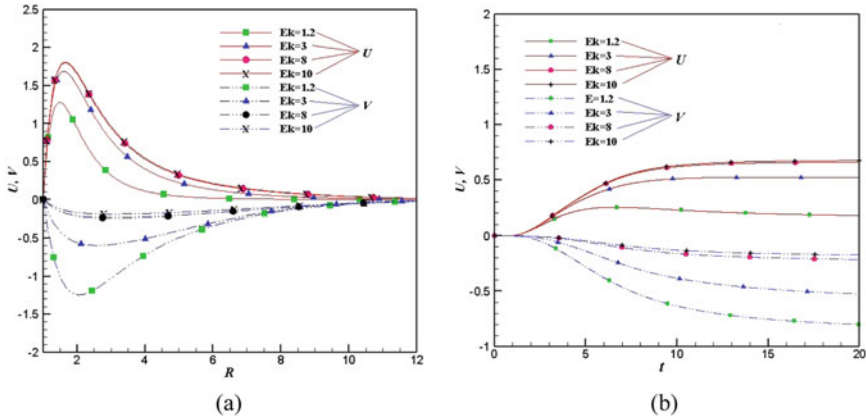 2.5
2
1.5
1
0.5
0
-0.5
-1
-1.5
-2
U, V
2 4 6 8 10 12
R
Ek=1.2
Ek=3
Ek=8
Ek=10
U
Ek=1.2
Ek=3
Ek=8
Ek=10
V
(a)
2
1.5
1
0.5
0
-0.5
-1
U, V
0 5 10 15 20
t
Ek=1.2
Ek=3
Ek=8
Ek=10
U
E=1.2
Ek=3
Ek=8
Ek=10
V
(b)